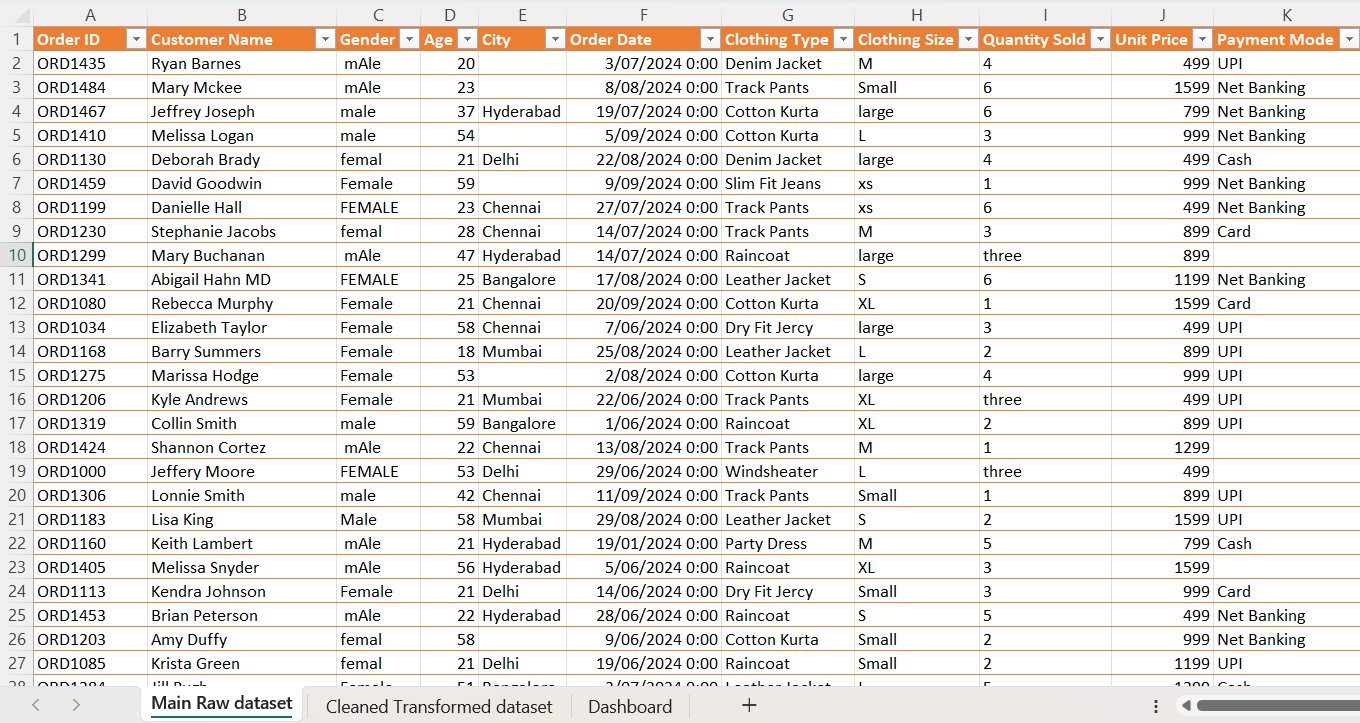 A B C D E F G H I J K
1 Order ID Customer Name Gender Age City Order Date Clothing Type Clothing Size Quantity Sold Unit Price Payment Mode
2 ORD1435 Ryan Barnes mAle 20 3/07/2024 0:00 Denim Jacket M 4 499 UPI
3 ORD1484 Mary Mckee mAle 23 8/08/2024 0:00 Track Pants Small 6 1599 Net Banking
4 ORD1467 Jeffrey Joseph male 37 Hyderabad 19/07/2024 0:00 Cotton Kurta large 6 799 Net Banking
5 ORD1410 Melissa Logan male 54 5/09/2024 0:00 Cotton Kurta L 3 999 Net Banking
6 ORD1130 Deborah Brady femal 21 Delhi 22/08/2024 0:00 Denim Jacket large 4 499 Cash
7 ORD1459 David Goodwin Female 59 9/09/2024 0:00 Slim Fit Jeans xs 1 999 Net Banking
8 ORD1199 Danielle Hall FEMALE 23 Chennai 27/07/2024 0:00 Track Pants xs 6 499 Net Banking
9 ORD1230 Stephanie Jacobs femal 28 Chennai 14/07/2024 0:00 Track Pants M 3 899 Card
10 ORD1299 Mary Buchanan mAle 47 Hyderabad 14/07/2024 0:00 Raincoat large three 899
11 ORD1341 Abigail Hahn MD FEMALE 25 Bangalore 17/08/2024 0:00 Leather Jacket S 6 1199 Net Banking
12 ORD1080 Rebecca Murphy Female 21 Chennai 20/09/2024 0:00 Cotton Kurta XL 1 1599 Card
13 ORD1034 Elizabeth Taylor Female 58 Chennai 7/06/2024 0:00 Dry Fit Jercy large 3 499 UPI
14 ORD1168 Barry Summers Female 18 Mumbai 25/08/2024 0:00 Leather Jacket L 2 899 UPI
15 ORD1275 Marissa Hodge Female 53 2/08/2024 0:00 Cotton Kurta large 4 999 UPI
16 ORD1206 Kyle Andrews Female 21 Mumbai 22/06/2024 0:00 Track Pants XL three 499 UPI
17 ORD1319 Collin Smith male 59 Bangalore 1/06/2024 0:00 Raincoat XL 2 899 UPI
18 ORD1424 Shannon Cortez mAle 22 Chennai 13/08/2024 0:00 Track Pants M 1 1299
19 ORD1000 Jeffery Moore FEMALE 53 Delhi 29/06/2024 0:00 Windsheater L three 499
20 ORD1306 Lonnie Smith male 42 Chennai 11/09/2024 0:00 Track Pants Small 1 899 UPI
21 ORD1183 Lisa King Male 58 Mumbai 29/08/2024 0:00 Leather Jacket S 2 1599 UPI
22 ORD1160 Keith Lambert mAle 21 Hyderabad 19/01/2024 0:00 Party Dress M 5 799 Cash
23 ORD1405 Melissa Snyder mAle 56 Hyderabad 5/06/2024 0:00 Raincoat XL 3 1599
24 ORD1113 Kendra Johnson Female 21 Delhi 14/06/2024 0:00 Dry Fit Jercy Small 3 999 Card
25 ORD1453 Brian Peterson mAle 22 Hyderabad 28/06/2024 0:00 Raincoat S 5 499 Net Banking
26 ORD1203 Amy Duffy femal 58 9/06/2024 0:00 Cotton Kurta Small 2 999 Net Banking
27 ORD1085 Krista Green femal 21 Delhi 19/06/2024 0:00 Raincoat Small 2 1199 UPI
Main Raw dataset Cleaned Transformed dataset Dashboard